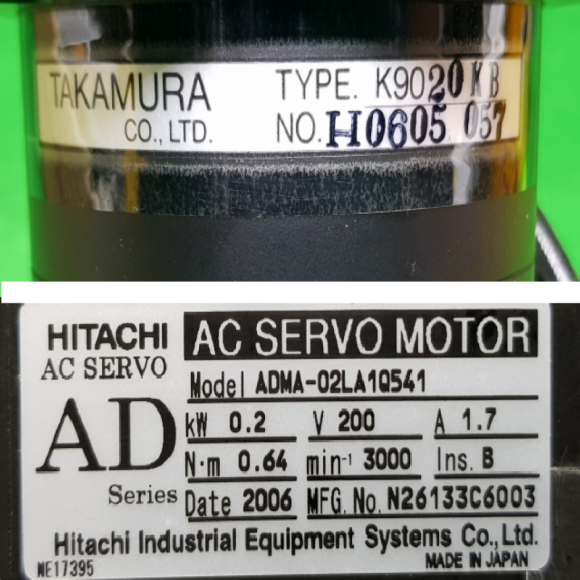 TAKAMURA TYPE. K9020KB
CO., LTD. NO. H0605 057
HITACHI AC SERVO MOTOR
AC SERVO
Model ADMA-02LA1Q541
AD
kW 0.2 V 200 A 1.7
N·m 0.64 min⁻¹ 3000 Ins. B
Series Date 2006 MFG. No. N26133C6003
Hitachi Industrial Equipment Systems Co., Ltd.
ME17395 MADE IN JAPAN